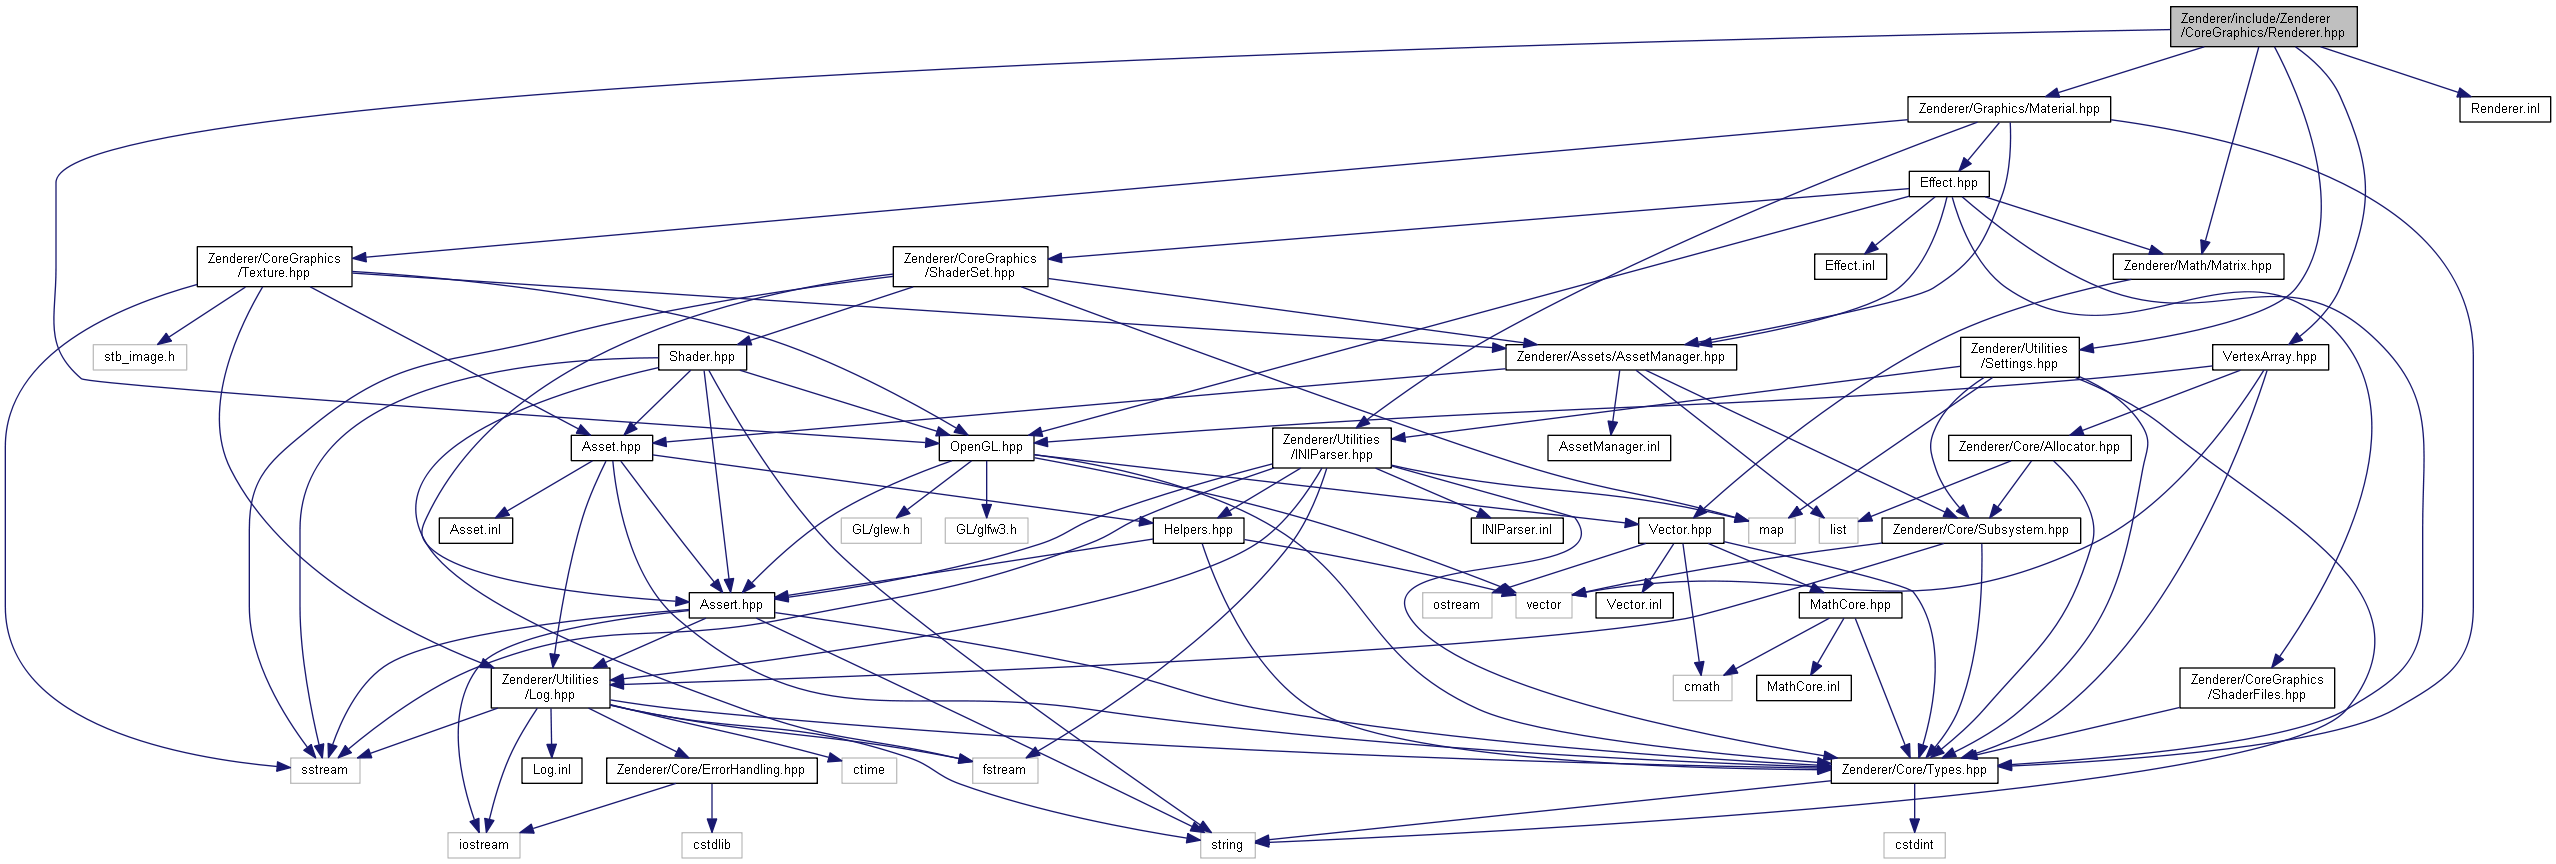 Zenderer/include/Zenderer
/CoreGraphics/Renderer.hpp
Zenderer/Graphics/Material.hpp
Renderer.inl
Effect.hpp
Zenderer/CoreGraphics
/Texture.hpp
Zenderer/CoreGraphics
/ShaderSet.hpp
Effect.inl
Zenderer/Math/Matrix.hpp
stb_image.h
Shader.hpp
Zenderer/Assets/AssetManager.hpp
Zenderer/Utilities
/Settings.hpp
VertexArray.hpp
Asset.hpp
OpenGL.hpp
Zenderer/Utilities
/INIParser.hpp
AssetManager.inl
Zenderer/Core/Allocator.hpp
Asset.inl
GL/glew.h
GL/glfw3.h
Helpers.hpp
INIParser.inl
Vector.hpp
map
list
Zenderer/Core/Subsystem.hpp
Assert.hpp
ostream
vector
Vector.inl
MathCore.hpp
Zenderer/Utilities
/Log.hpp
cmath
MathCore.inl
Zenderer/CoreGraphics
/ShaderFiles.hpp
sstream
Log.inl
Zenderer/Core/ErrorHandling.hpp
ctime
fstream
Zenderer/Core/Types.hpp
iostream
cstdlib
string
cstdint